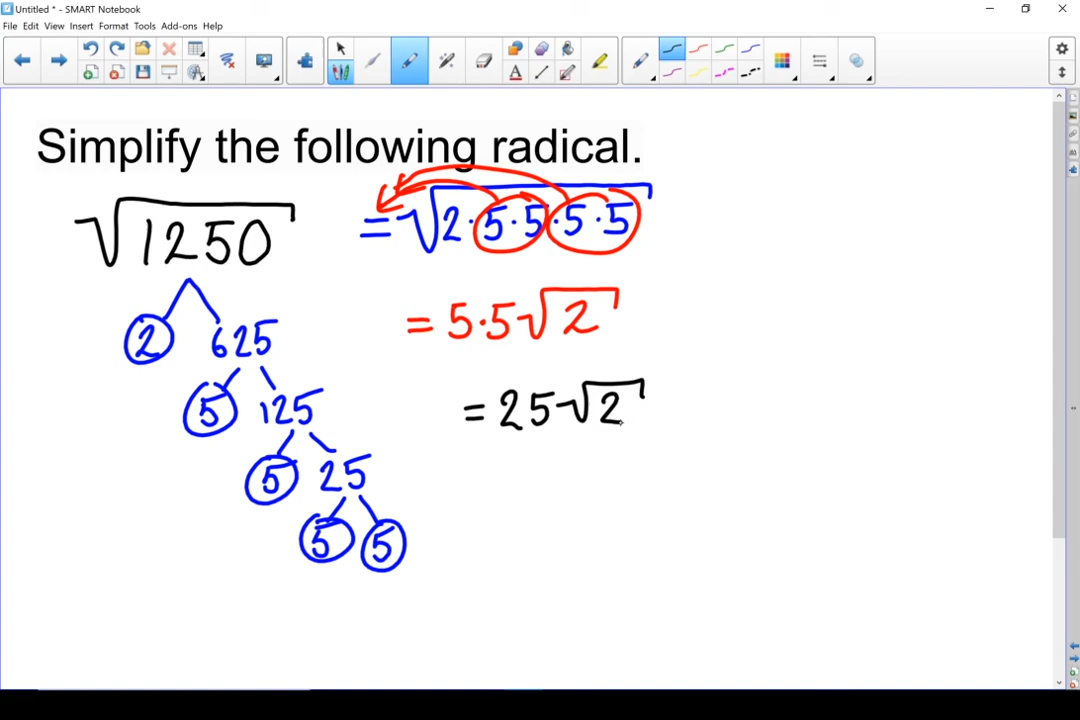 Untitled * - SMART Notebook
File Edit View Insert Format Tools Add-ons Help
Simplify the following radical.
√1250 = √2·5·5·5·5
2 625
= 5·5√2
5 125
= 25√2
5 25
5 5